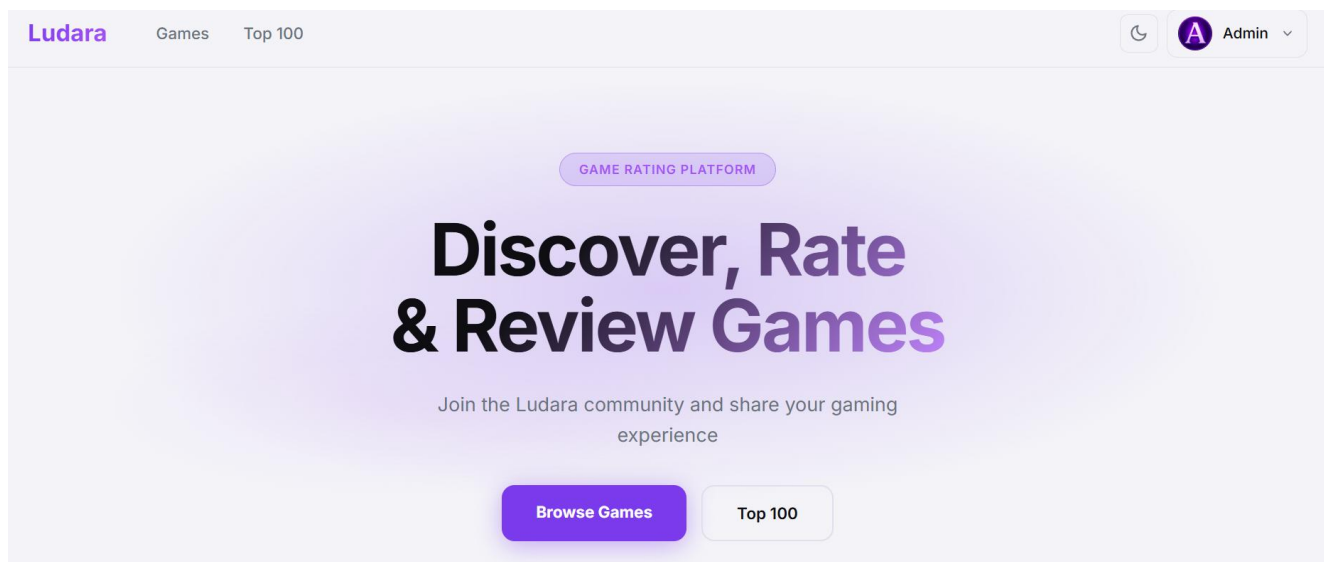 Ludara
Games
Top 100
A
Admin
GAME RATING PLATFORM
Discover, Rate
& Review Games
Join the Ludara community and share your gaming
experience
Browse Games
Top 100